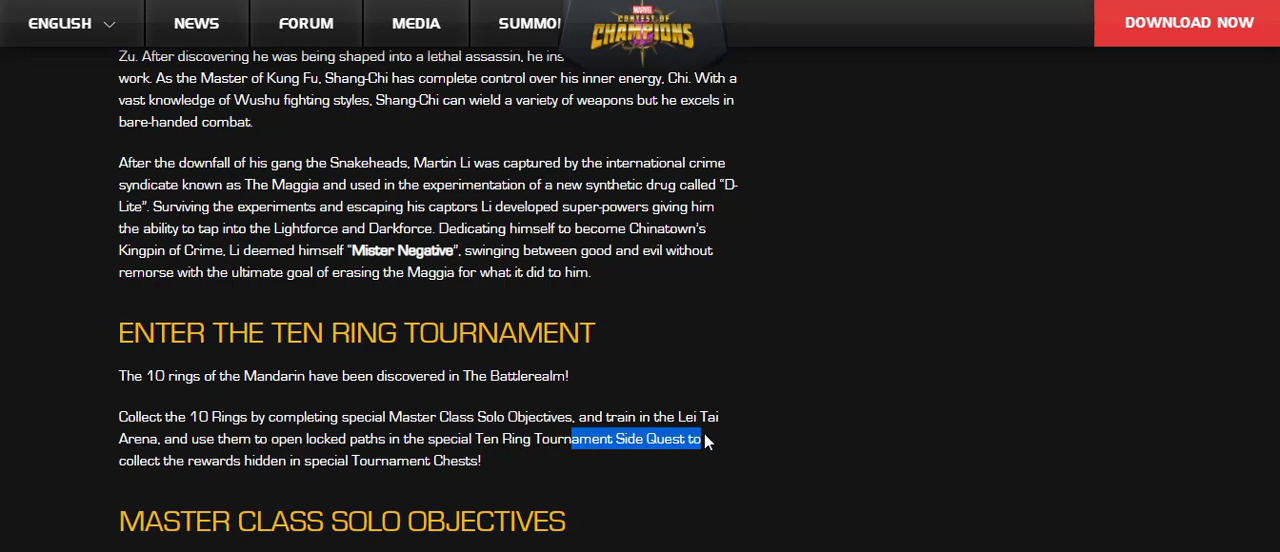 ENGLISH NEWS FORUM MEDIA SUMMO
MARVEL
CONTEST OF
CHAMPIONS
DOWNLOAD NOW
Zu. After discovering he was being shaped into a lethal assassin, he ins
work. As the Master of Kung Fu, Shang-Chi has complete control over his inner energy, Chi. With a
vast knowledge of Wushu fighting styles, Shang-Chi can wield a variety of weapons but he excels in
bare-handed combat.
After the downfall of his gang the Snakeheads, Martin Li was captured by the international crime
syndicate known as The Maggia and used in the experimentation of a new synthetic drug called “D-
Lite”. Surviving the experiments and escaping his captors Li developed super-powers giving him
the ability to tap into the Lightforce and Darkforce. Dedicating himself to become Chinatown’s
Kingpin of Crime, Li deemed himself “Mister Negative”, swinging between good and evil without
remorse with the ultimate goal of erasing the Maggia for what it did to him.
ENTER THE TEN RING TOURNAMENT
The 10 rings of the Mandarin have been discovered in The Battlerealm!
Collect the 10 Rings by completing special Master Class Solo Objectives, and train in the Lei Tai
Arena, and use them to open locked paths in the special Ten Ring Tournament Side Quest to
collect the rewards hidden in special Tournament Chests!
MASTER CLASS SOLO OBJECTIVES